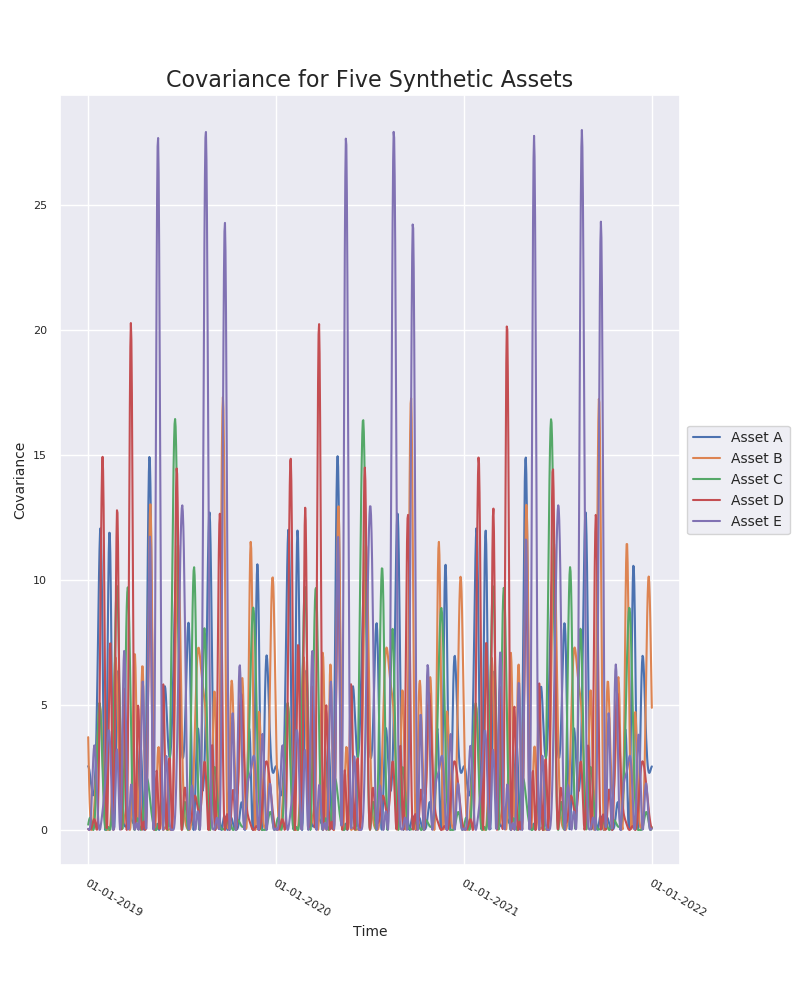 Covariance for Five Synthetic Assets
25
20
15
10
5
0
Covariance
01-01-2019
01-01-2020
01-01-2021
01-01-2022
Time
Asset A
Asset B
Asset C
Asset D
Asset E